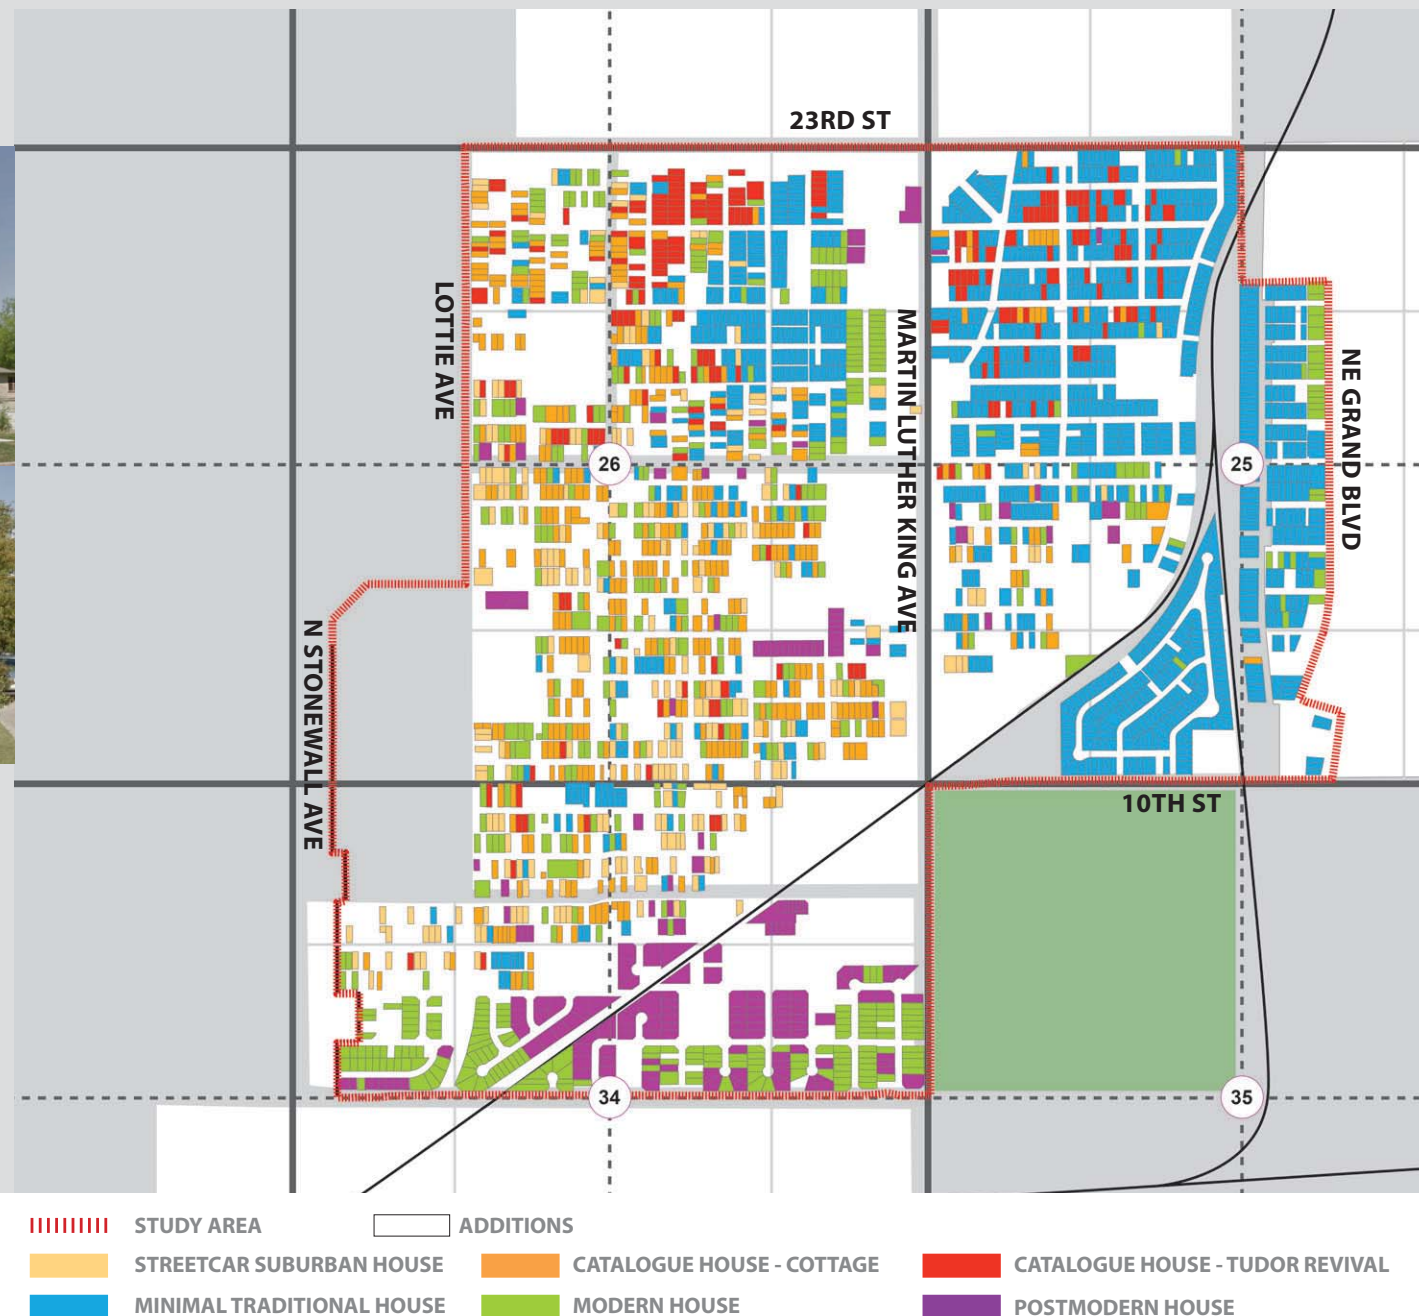 23RD ST
LOTTIE AVE
MARTIN LUTHER KING AVE
NE GRAND BLVD
26
25
N STONEWALL AVE
10TH ST
34
35
STUDY AREA
ADDITIONS
STREETCAR SUBURBAN HOUSE
CATALOGUE HOUSE - COTTAGE
CATALOGUE HOUSE - TUDOR REVIVAL
MINIMAL TRADITIONAL HOUSE
MODERN HOUSE
POSTMODERN HOUSE